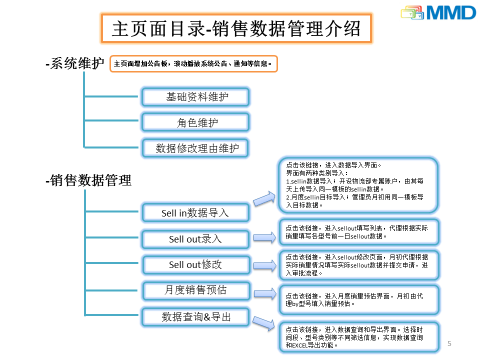 MMD
主页面目录-销售数据管理介绍
-系统维护
主页面增加公告板，滚动播放系统公告、通知等信息。
基础资料维护
角色维护
数据修改理由维护
-销售数据管理
Sell in数据导入
点击该链接，进入数据导入界面。
界面有两种类别导入：
1.sellin数据导入：开设物流部专属账户，由其每
天上传导入同一模板的sellin数据。
2.月度sellin目标导入：管理员月初用同一模板导
入目标数据。
Sell out录入
点击该链接，进入sellout填写列表，代理根据实际
销量填写各型号前一日sellout数据。
Sell out修改
点击该链接，进入sellout修改页面，月初代理根据
实际销量情况填写实际sellout数据并提交申请，进
入审批流程。
月度销售预估
点击该链接，进入月度销量预估界面，月初由代
理by型号填入销量预估。
数据查询&导出
点击该链接，进入数据查询和导出界面。选择时
间段、型号类别等不同筛选信息，实现数据查询
和EXCEL导出功能。
5